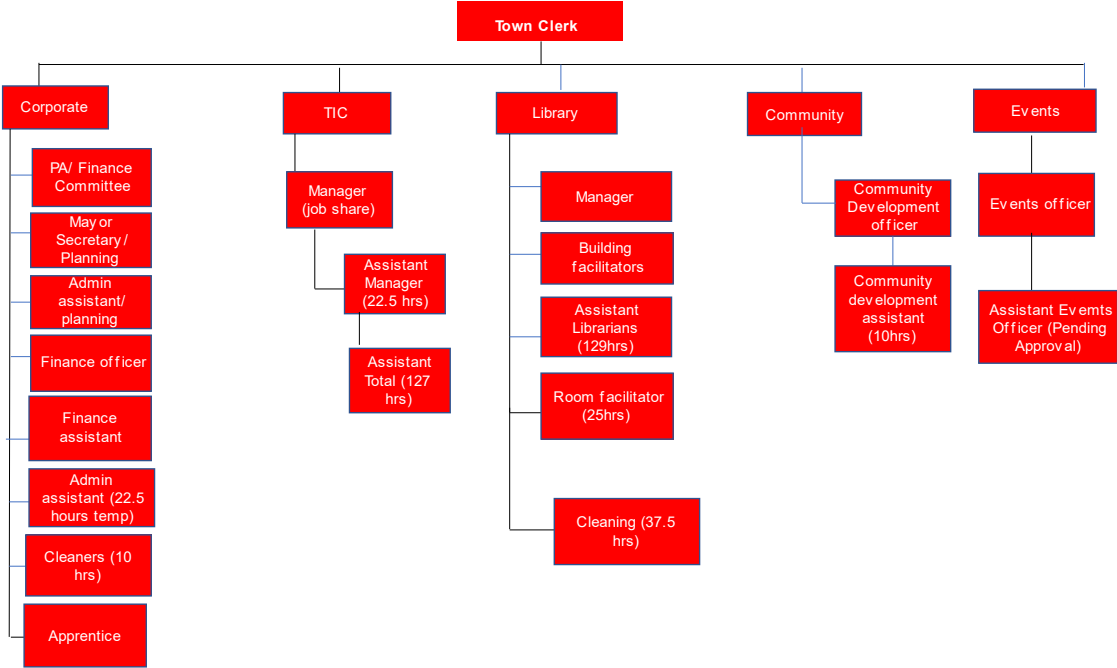 Town Clerk
Corporate
PA/ Finance
Committee
Mayor
Secretary/
Planning
Admin
assistant/
planning
Finance officer
Finance
assistant
Admin
assistant (22.5
hours temp)
Cleaners (10
hrs)
Apprentice
TIC
Manager
(job share)
Assistant
Manager
(22.5 hrs)
Assistant
Total (127
hrs)
Library
Manager
Building
facilitators
Assistant
Librarians
(129hrs)
Room facilitator
(25hrs)
Cleaning (37.5
hrs)
Community
Community
Development
officer
Community
development
assistant
(10hrs)
Events
Events officer
Assistant Evemts
Officer (Pending
Approval)